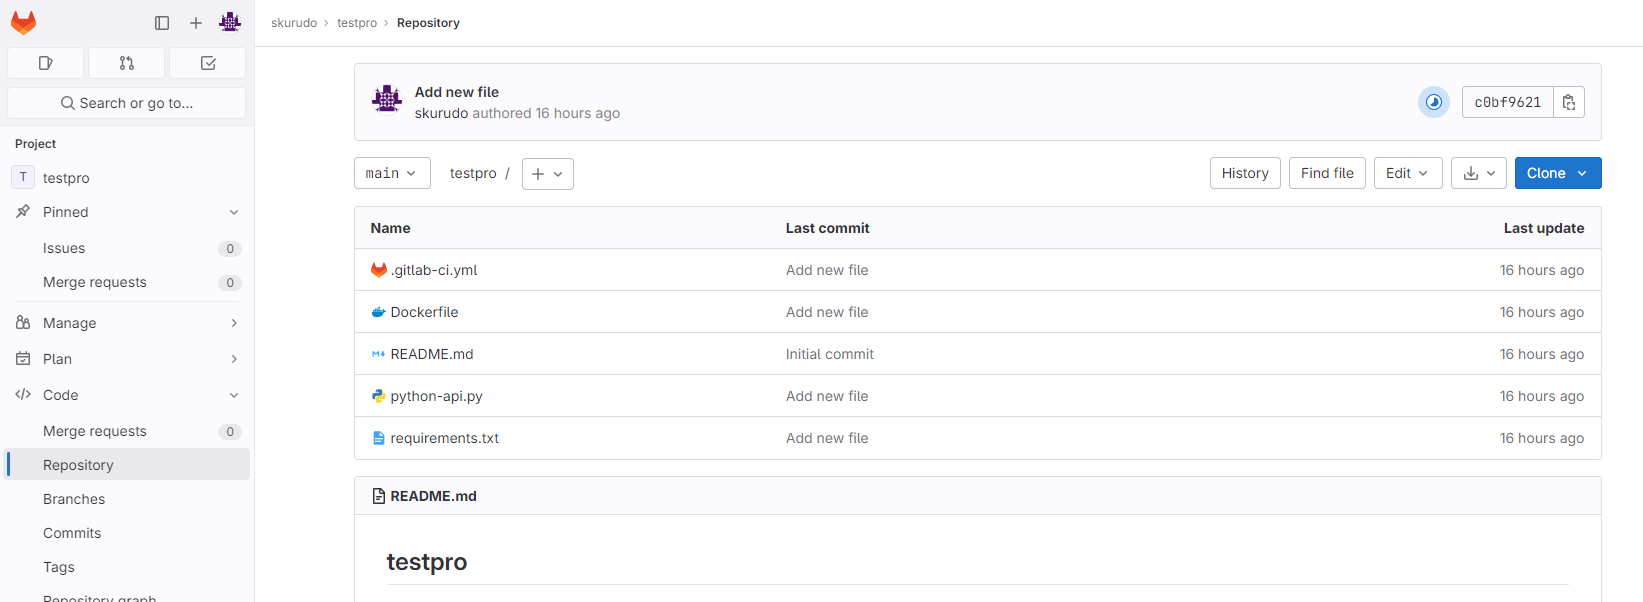 skurudo › testpro › Repository
Search or go to...
Project
T testpro
Pinned
Issues 0
Merge requests 0
Manage
Plan
Code
Merge requests 0
Repository
Branches
Commits
Tags
Repository graph
Add new file
skurudo authored 16 hours ago
c0bf9621
main testpro / +
History Find file Edit Clone
Name Last commit Last update
.gitlab-ci.yml Add new file 16 hours ago
Dockerfile Add new file 16 hours ago
README.md Initial commit 16 hours ago
python-api.py Add new file 16 hours ago
requirements.txt Add new file 16 hours ago
README.md
testpro